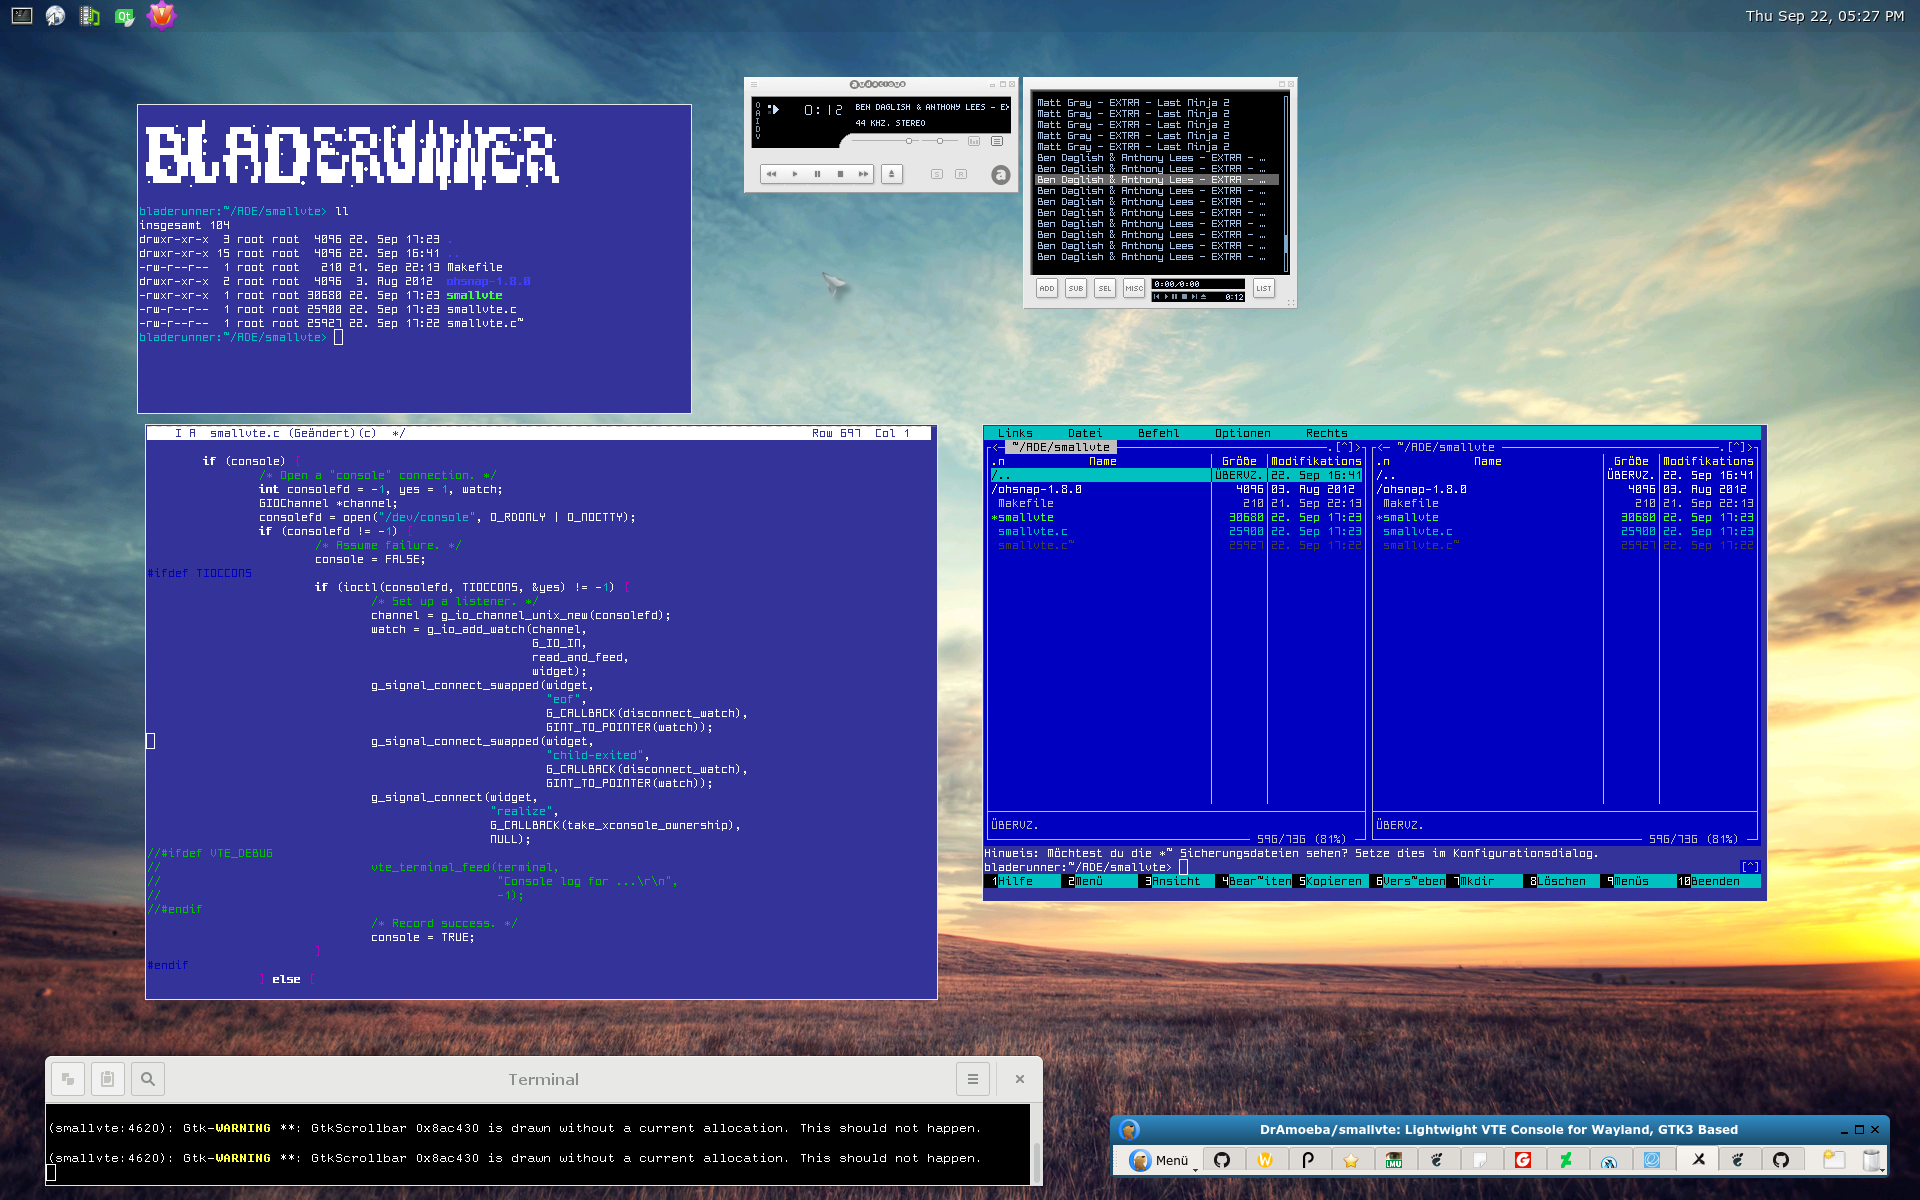 Thu Sep 22, 05:27 PM
BLADERUNNER
bladerunner:~/ADE/smallvte> ll
insgesamt 104
drwxr-xr-x  3 root root  4096 22. Sep 17:23 .
drwxr-xr-x 15 root root  4096 22. Sep 16:41 ..
-rw-r--r--  1 root root   210 21. Sep 22:13 Makefile
drwxr-xr-x  2 root root  4096  3. Aug 2012  ohsnap-1.8.0
-rwxr-xr-x  1 root root 30680 22. Sep 17:23 smallvte
-rw-r--r--  1 root root 25900 22. Sep 17:23 smallvte.c
-rw-r--r--  1 root root 25927 22. Sep 17:22 smallvte.c~
bladerunner:~/ADE/smallvte>
audacious
OAIDV
0:12
BEN DAGLISH & ANTHONY LEES - EX
44 KHZ. STEREO
S R
a
Matt Gray - EXTRA - Last Ninja 2
Matt Gray - EXTRA - Last Ninja 2
Matt Gray - EXTRA - Last Ninja 2
Matt Gray - EXTRA - Last Ninja 2
Matt Gray - EXTRA - Last Ninja 2
Ben Daglish & Anthony Lees - EXTRA - ...
Ben Daglish & Anthony Lees - EXTRA - ...
Ben Daglish & Anthony Lees - EXTRA - ...
Ben Daglish & Anthony Lees - EXTRA - ...
Ben Daglish & Anthony Lees - EXTRA - ...
Ben Daglish & Anthony Lees - EXTRA - ...
Ben Daglish & Anthony Lees - EXTRA - ...
Ben Daglish & Anthony Lees - EXTRA - ...
Ben Daglish & Anthony Lees - EXTRA - ...
Ben Daglish & Anthony Lees - EXTRA - ...
ADD SUB SEL MISC 0:00/0:00 LIST
0:12
I A  smallvte.c (Geändert)(c)  */ Row 697  Col 1
if (console) {
/* Open a "console" connection. */
int consolefd = -1, yes = 1, watch;
GIOChannel *channel;
consolefd = open("/dev/console", O_RDONLY | O_NOCTTY);
if (consolefd != -1) {
/* Assume failure. */
console = FALSE;
#ifdef TIOCCONS
if (ioctl(consolefd, TIOCCONS, &yes) != -1) {
/* Set up a listener. */
channel = g_io_channel_unix_new(consolefd);
watch = g_io_add_watch(channel,
G_IO_IN,
read_and_feed,
widget);
g_signal_connect_swapped(widget,
"eof",
G_CALLBACK(disconnect_watch),
GINT_TO_POINTER(watch));
g_signal_connect_swapped(widget,
"child-exited",
G_CALLBACK(disconnect_watch),
GINT_TO_POINTER(watch));
g_signal_connect(widget,
"realize",
G_CALLBACK(take_xconsole_ownership),
NULL);
//#ifdef VTE_DEBUG
// vte_terminal_feed(terminal,
// "Console log for ...\r\n",
// -1);
//#endif
/* Record success. */
console = TRUE;
}
#endif
} else {
Links Datei Befehl Optionen Rechts
<- ~/ADE/smallvte .[^]> <- ~/ADE/smallvte .[^]>
.n Name Größe Modifikations .n Name Größe Modifikations
/.. ÜBERVZ. 22. Sep 16:41 /.. ÜBERVZ. 22. Sep 16:41
/ohsnap-1.8.0 4096 03. Aug 2012 /ohsnap-1.8.0 4096 03. Aug 2012
Makefile 210 21. Sep 22:13 Makefile 210 21. Sep 22:13
*smallvte 30680 22. Sep 17:23 *smallvte 30680 22. Sep 17:23
smallvte.c 25900 22. Sep 17:23 smallvte.c 25900 22. Sep 17:23
smallvte.c~ 25927 22. Sep 17:22 smallvte.c~ 25927 22. Sep 17:22
ÜBERVZ. ÜBERVZ.
59G/73G (81%) 59G/73G (81%)
Hinweis: Möchtest du die *~ Sicherungsdateien sehen? Setze dies im Konfigurationsdialog.
bladerunner:~/ADE/smallvte> [^]
1Hilfe 2Menü 3Ansicht 4Bear~iten 5Kopieren 6Vers~eben 7Mkdir 8Löschen 9Menüs 10Beenden
Terminal
(smallvte:4620): Gtk-WARNING **: GtkScrollbar 0x8ac430 is drawn without a current allocation. This should not happen.
(smallvte:4620): Gtk-WARNING **: GtkScrollbar 0x8ac430 is drawn without a current allocation. This should not happen.
DrAmoeba/smallvte: Lightwight VTE Console for Wayland, GTK3 Based
Menü